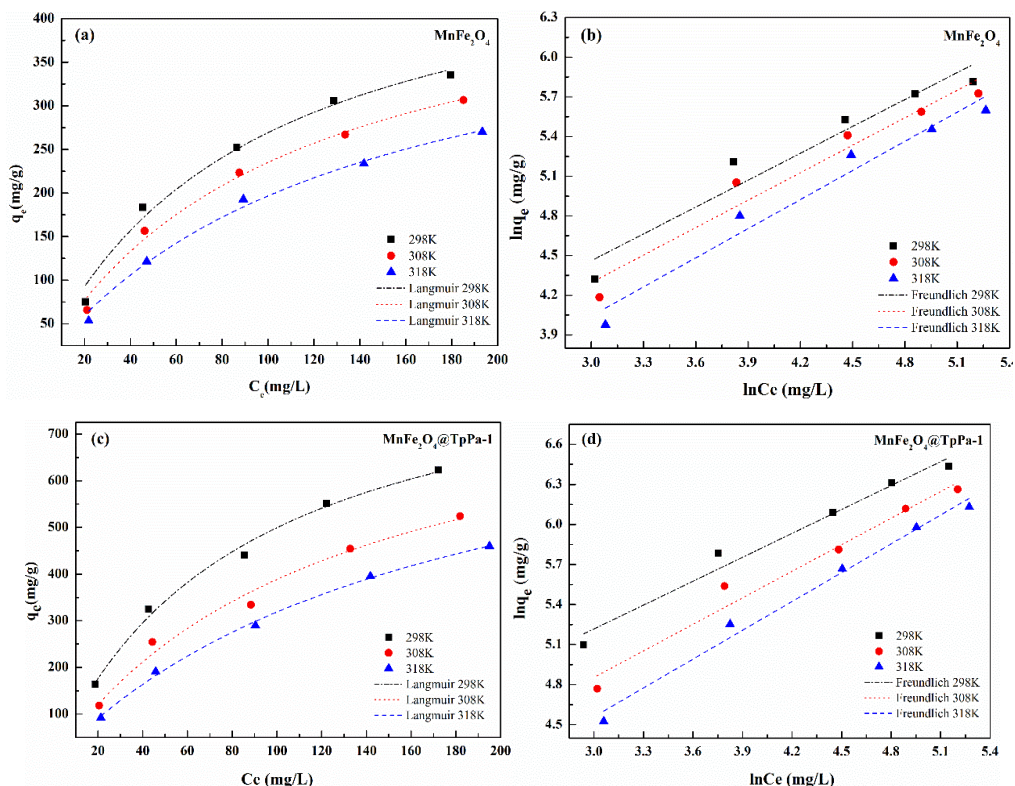 (a)
MnFe₂O₄
400
350
300
250
200
150
100
50
qₑ(mg/g)
298K
308K
318K
Langmuir 298K
Langmuir 308K
Langmuir 318K
20 40 60 80 100 120 140 160 180 200
Cₑ(mg/L)
(b)
MnFe₂O₄
6.3
6.0
5.7
5.4
5.1
4.8
4.5
4.2
3.9
lnqₑ (mg/g)
298K
308K
318K
Freundlich 298K
Freundlich 308K
Freundlich 318K
3.0 3.3 3.6 3.9 4.2 4.5 4.8 5.1 5.4
lnCe (mg/L)
(c)
MnFe₂O₄@TpPa-1
700
600
500
400
300
200
100
qₑ(mg/g)
298K
308K
318K
Langmuir 298K
Langmuir 308K
Langmuir 318K
20 40 60 80 100 120 140 160 180 200
Ce (mg/L)
(d)
MnFe₂O₄@TpPa-1
6.6
6.3
6.0
5.7
5.4
5.1
4.8
4.5
lnqₑ (mg/g)
298K
308K
318K
Freundlich 298K
Freundlich 308K
Freundlich 318K
3.0 3.3 3.6 3.9 4.2 4.5 4.8 5.1 5.4
lnCe (mg/L)